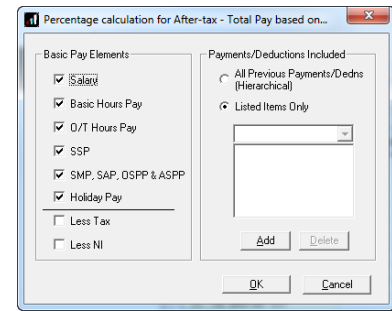 Percentage calculation for After-tax - Total Pay based on...
Basic Pay Elements
Salary
Basic Hours Pay
O/T Hours Pay
SSP
SMP, SAP, OSPP & ASPP
Holiday Pay
Less Tax
Less NI
Payments/Deductions Included
All Previous Payments/Dedns
(Hierarchical)
Listed Items Only
Add
Delete
OK
Cancel